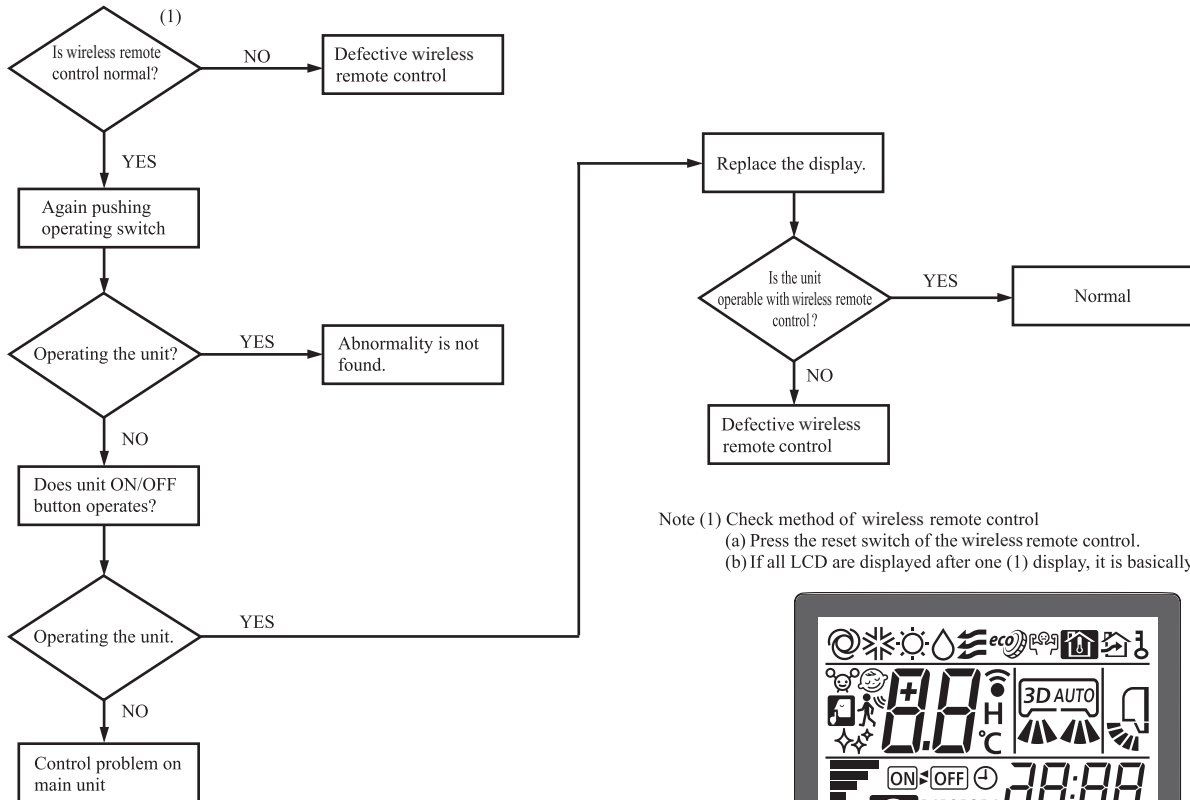 (1)
Is wireless remote
control normal?
NO
Defective wireless
remote control
YES
Again pushing
operating switch
Operating the unit?
YES
Abnormality is not
found.
NO
Does unit ON/OFF
button operates?
Operating the unit.
YES
NO
Control problem on
main unit
Replace the display.
Is the unit
operable with wireless remote
control ?
YES
Normal
NO
Defective wireless
remote control
Note (1) Check method of wireless remote control
(a) Press the reset switch of the wireless remote control.
(b) If all LCD are displayed after one (1) display, it is basically
eco
+
8.8
H
°C
3D AUTO
ON
OFF